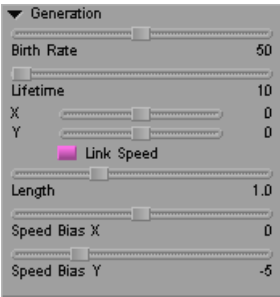 Generation
Birth Rate 50
Lifetime 10
X 0
Y 0
Link Speed
Length 1.0
Speed Bias X 0
Speed Bias Y -5